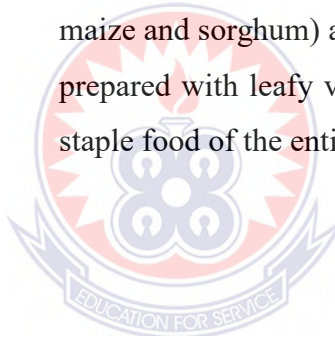 maize and sorghum) a
prepared with leafy v
staple food of the enti
EDUCATION FOR SERVICE